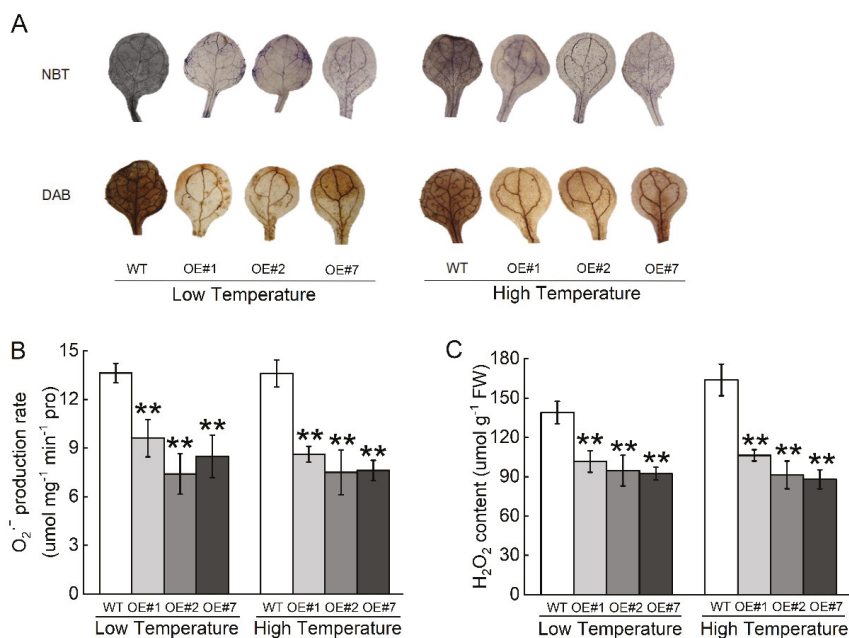 A
NBT
DAB
WT OE#1 OE#2 OE#7 WT OE#1 OE#2 OE#7
Low Temperature High Temperature
B
O₂·⁻ production rate
(umol mg⁻¹ min⁻¹ pro)
15
12
9
6
3
0
** ** ** ** ** **
WT OE#1 OE#2 OE#7 WT OE#1 OE#2 OE#7
Low Temperature High Temperature
C
H₂O₂ content (umol g⁻¹ FW)
180
150
120
90
60
30
0
** ** ** ** ** **
WT OE#1 OE#2 OE#7 WT OE#1 OE#2 OE#7
Low Temperature High Temperature